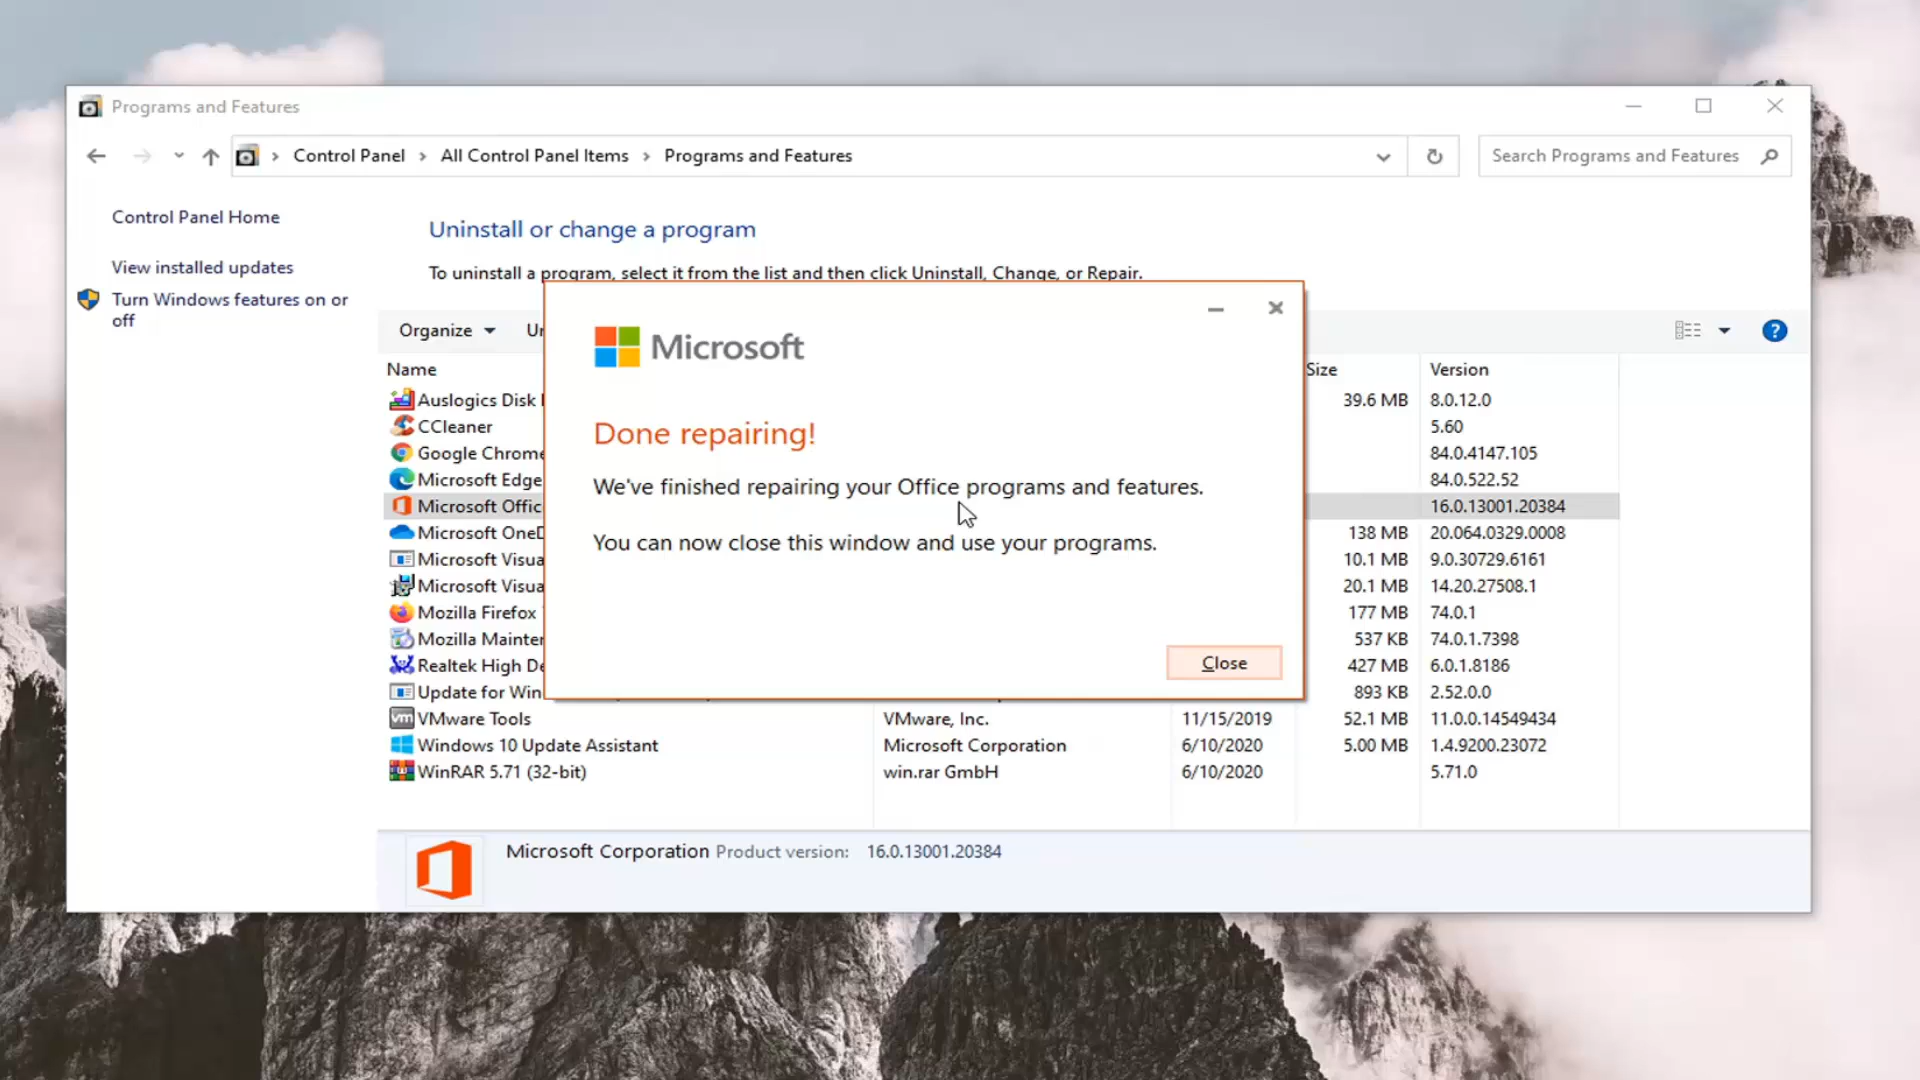 Programs and Features
Control Panel All Control Panel Items Programs and Features
Search Programs and Features
Control Panel Home
View installed updates
Turn Windows features on or
off
Uninstall or change a program
To uninstall a program, select it from the list and then click Uninstall, Change, or Repair.
Organize
Microsoft
Done repairing!
We've finished repairing your Office programs and features.
You can now close this window and use your programs.
Close
Name Size Version
Auslogics Disk 39.6 MB 8.0.12.0
CCleaner 5.60
Google Chrome 84.0.4147.105
Microsoft Edge 84.0.522.52
Microsoft Offic 16.0.13001.20384
Microsoft OneD 138 MB 20.064.0329.0008
Microsoft Visua 10.1 MB 9.0.30729.6161
Microsoft Visua 20.1 MB 14.20.27508.1
Mozilla Firefox 177 MB 74.0.1
Mozilla Mainten 537 KB 74.0.1.7398
Realtek High De 427 MB 6.0.1.8186
Update for Win 893 KB 2.52.0.0
VMware Tools VMware, Inc. 11/15/2019 52.1 MB 11.0.0.14549434
Windows 10 Update Assistant Microsoft Corporation 6/10/2020 5.00 MB 1.4.9200.23072
WinRAR 5.71 (32-bit) win.rar GmbH 6/10/2020 5.71.0
Microsoft Corporation Product version: 16.0.13001.20384